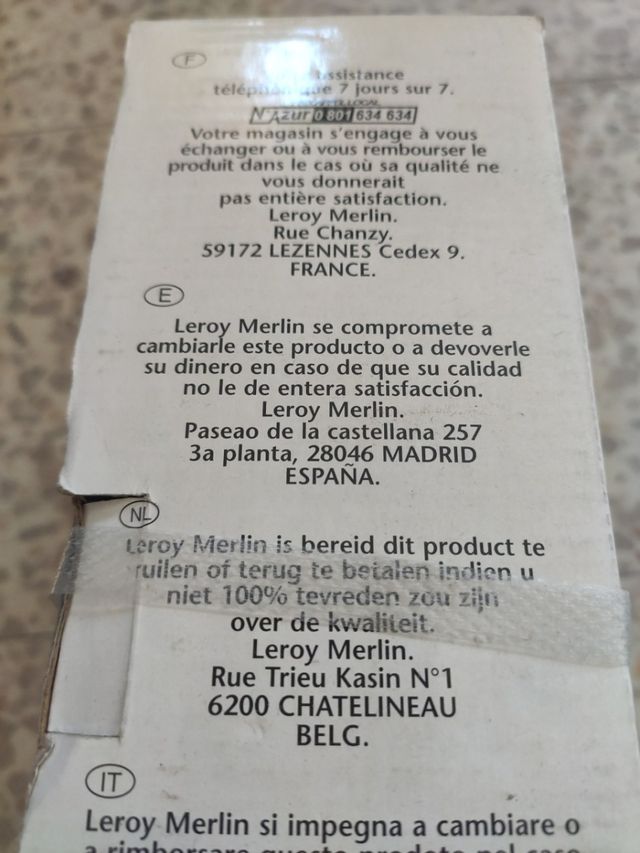 F
assistance
téléphonique 7 jours sur 7.
N°Azur 0 801 634 634
Votre magasin s'engage à vous
échanger ou à vous rembourser le
produit dans le cas où sa qualité ne
vous donnerait
pas entière satisfaction.
Leroy Merlin.
Rue Chanzy.
59172 LEZENNES Cedex 9.
FRANCE.
E
Leroy Merlin se compromete a
cambiarle este producto o a devoverle
su dinero en caso de que su calidad
no le de entera satisfacción.
Leroy Merlin.
Paseao de la castellana 257
3a planta, 28046 MADRID
ESPAÑA.
NL
Leroy Merlin is bereid dit product te
ruilen of terug te betalen indien u
niet 100% tevreden zou zijn
over de kwaliteit.
Leroy Merlin.
Rue Trieu Kasin N°1
6200 CHATELINEAU
BELG.
IT
Leroy Merlin si impegna a cambiare o
a rimborsare questo prodotto nel caso